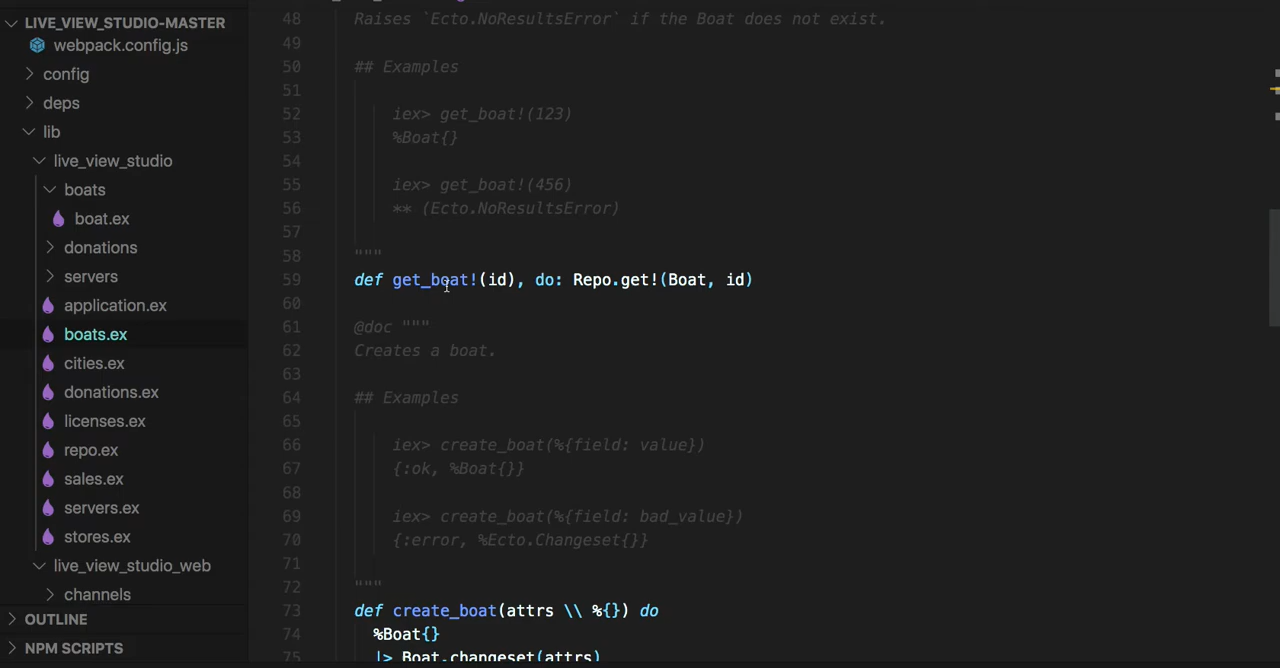 LIVE_VIEW_STUDIO-MASTER
webpack.config.js
config
deps
lib
live_view_studio
boats
boat.ex
donations
servers
application.ex
boats.ex
cities.ex
donations.ex
licenses.ex
repo.ex
sales.ex
servers.ex
stores.ex
live_view_studio_web
channels
OUTLINE
NPM SCRIPTS
48 Raises `Ecto.NoResultsError` if the Boat does not exist.
49
50 ## Examples
51
52 iex> get_boat!(123)
53 %Boat{}
54
55 iex> get_boat!(456)
56 ** (Ecto.NoResultsError)
57
58 """
59 def get_boat!(id), do: Repo.get!(Boat, id)
60
61 @doc """
62 Creates a boat.
63
64 ## Examples
65
66 iex> create_boat(%{field: value})
67 {:ok, %Boat{}}
68
69 iex> create_boat(%{field: bad_value})
70 {:error, %Ecto.Changeset{}}
71
72 """
73 def create_boat(attrs \\ %{}) do
74 %Boat{}
75 |> Boat.changeset(attrs)